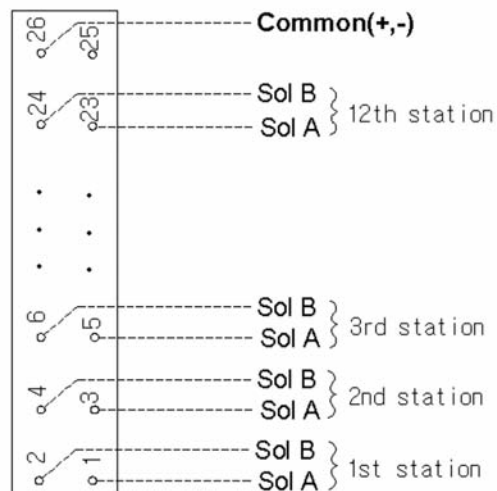 26 25 Common(+,-)
24 23 Sol B
Sol A
12th station
6 5 Sol B
Sol A
3rd station
4 3 Sol B
Sol A
2nd station
2 1 Sol B
Sol A
1st station